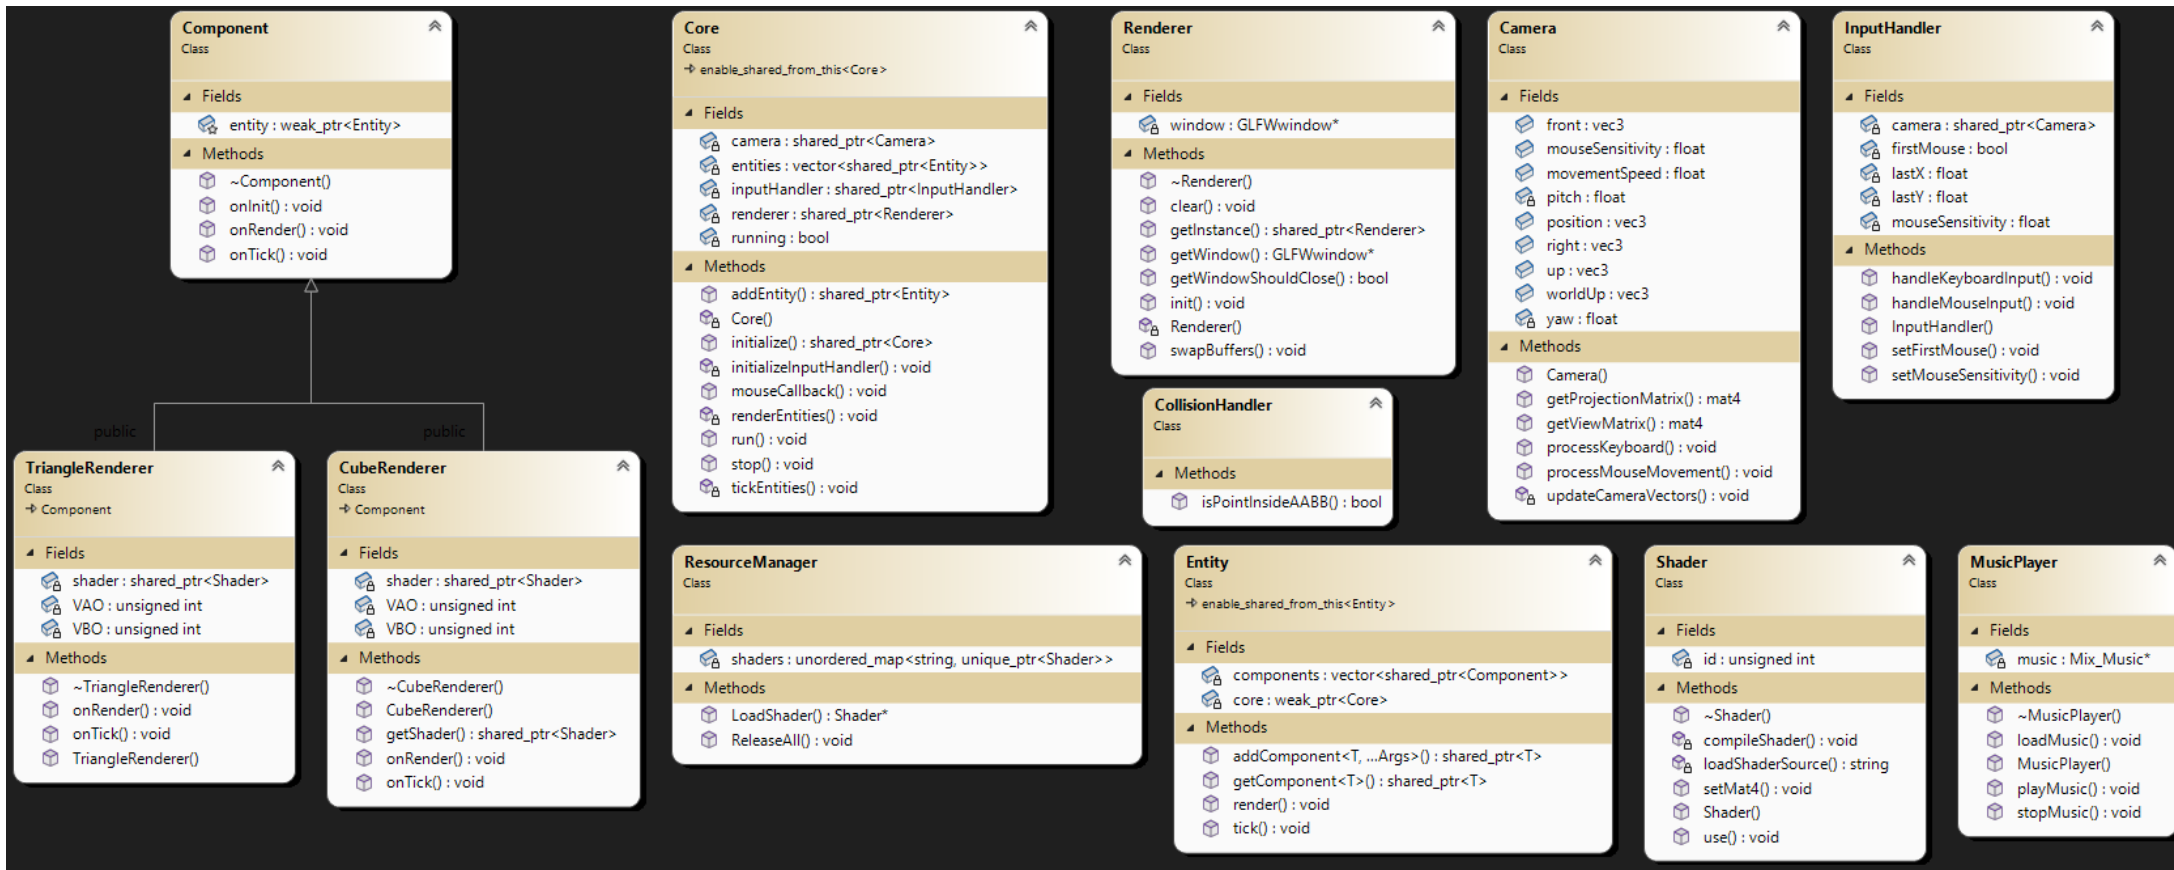 Component
Class
Fields
entity : weak_ptr<Entity>
Methods
~Component()
onInit() : void
onRender() : void
onTick() : void
public
public
TriangleRenderer
Class
Component
Fields
shader : shared_ptr<Shader>
VAO : unsigned int
VBO : unsigned int
Methods
~TriangleRenderer()
onRender() : void
onTick() : void
TriangleRenderer()
CubeRenderer
Class
Component
Fields
shader : shared_ptr<Shader>
VAO : unsigned int
VBO : unsigned int
Methods
~CubeRenderer()
CubeRenderer()
getShader() : shared_ptr<Shader>
onRender() : void
onTick() : void
Core
Class
enable_shared_from_this<Core>
Fields
camera : shared_ptr<Camera>
entities : vector<shared_ptr<Entity>>
inputHandler : shared_ptr<InputHandler>
renderer : shared_ptr<Renderer>
running : bool
Methods
addEntity() : shared_ptr<Entity>
Core()
initialize() : shared_ptr<Core>
initializeInputHandler() : void
mouseCallback() : void
renderEntities() : void
run() : void
stop() : void
tickEntities() : void
Renderer
Class
Fields
window : GLFWwindow*
Methods
~Renderer()
clear() : void
getInstance() : shared_ptr<Renderer>
getWindow() : GLFWwindow*
getWindowShouldClose() : bool
init() : void
Renderer()
swapBuffers() : void
CollisionHandler
Class
Methods
isPointInsideAABB() : bool
Camera
Class
Fields
front : vec3
mouseSensitivity : float
movementSpeed : float
pitch : float
position : vec3
right : vec3
up : vec3
worldUp : vec3
yaw : float
Methods
Camera()
getProjectionMatrix() : mat4
getViewMatrix() : mat4
processKeyboard() : void
processMouseMovement() : void
updateCameraVectors() : void
InputHandler
Class
Fields
camera : shared_ptr<Camera>
firstMouse : bool
lastX : float
lastY : float
mouseSensitivity : float
Methods
handleKeyboardInput() : void
handleMouseInput() : void
InputHandler()
setFirstMouse() : void
setMouseSensitivity() : void
ResourceManager
Class
Fields
shaders : unordered_map<string, unique_ptr<Shader>>
Methods
LoadShader() : Shader*
ReleaseAll() : void
Entity
Class
enable_shared_from_this<Entity>
Fields
components : vector<shared_ptr<Component>>
core : weak_ptr<Core>
Methods
addComponent<T, ...Args>() : shared_ptr<T>
getComponent<T>() : shared_ptr<T>
render() : void
tick() : void
Shader
Class
Fields
id : unsigned int
Methods
~Shader()
compileShader() : void
loadShaderSource() : string
setMat4() : void
Shader()
use() : void
MusicPlayer
Class
Fields
music : Mix_Music*
Methods
~MusicPlayer()
loadMusic() : void
MusicPlayer()
playMusic() : void
stopMusic() : void